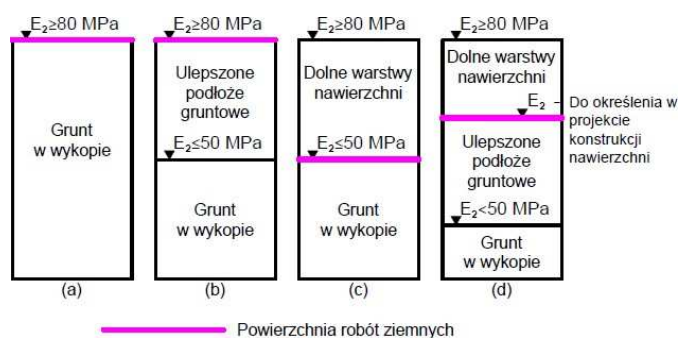 E₂≥80 MPa
Grunt
w wykopie
(a)
E₂≥80 MPa
Ulepszone
podłoże
gruntowe
E₂≤50 MPa
Grunt
w wykopie
(b)
E₂≥80 MPa
Dolne warstwy
nawierzchni
E₂≤50 MPa
Grunt
w wykopie
(c)
E₂≥80 MPa
Dolne warstwy
nawierzchni
E₂ – Do określenia w
projekcie
konstrukcji
nawierzchni
Ulepszone
podłoże
gruntowe
E₂<50 MPa
Grunt
w wykopie
(d)
Powierzchnia robót ziemnych